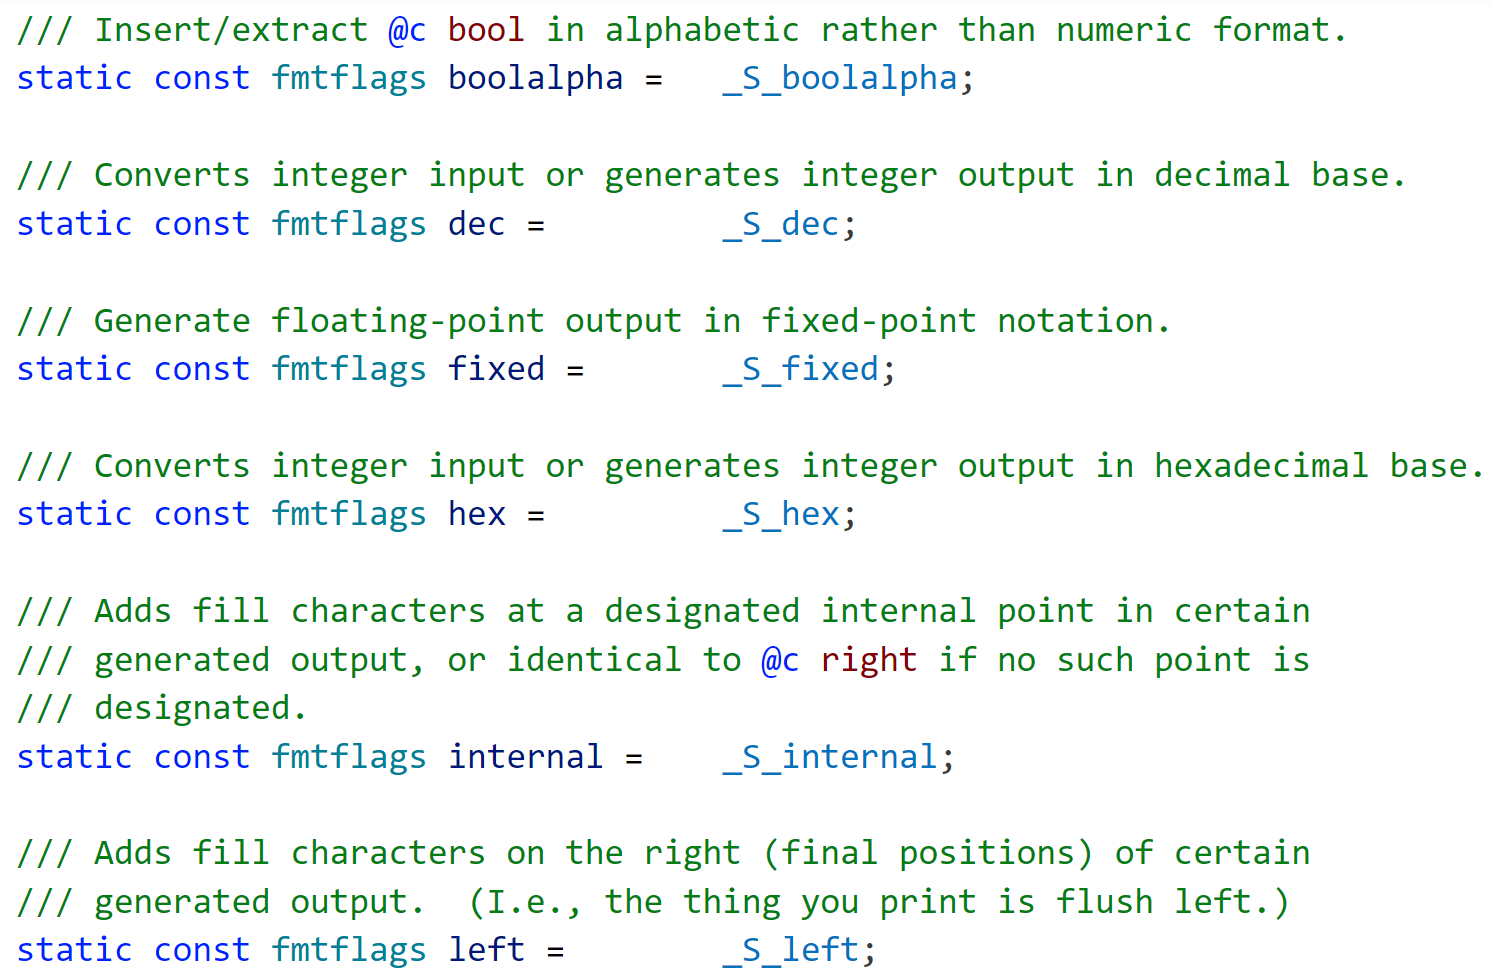 /// Insert/extract @c bool in alphabetic rather than numeric format.
static const fmtflags boolalpha =   _S_boolalpha;

/// Converts integer input or generates integer output in decimal base.
static const fmtflags dec =         _S_dec;

/// Generate floating-point output in fixed-point notation.
static const fmtflags fixed =       _S_fixed;

/// Converts integer input or generates integer output in hexadecimal base.
static const fmtflags hex =         _S_hex;

/// Adds fill characters at a designated internal point in certain
/// generated output, or identical to @c right if no such point is
/// designated.
static const fmtflags internal =    _S_internal;

/// Adds fill characters on the right (final positions) of certain
/// generated output.  (I.e., the thing you print is flush left.)
static const fmtflags left =        _S_left;